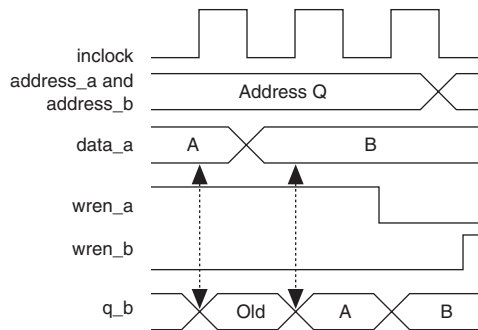 inclock
address_a and
address_b
Address Q
data_a
A
B
wren_a
wren_b
q_b
Old
A
B